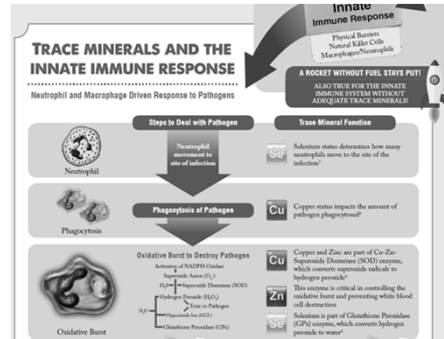 Innate
Immune Response
Physical Barriers
Natural Killer Cells
Macrophages/Neutrophils
TRACE MINERALS AND THE
INNATE IMMUNE RESPONSE
Neutrophil and Macrophage Driven Response to Pathogens
A ROCKET WITHOUT FUEL STAYS PUT!
ALSO TRUE FOR THE INNATE
IMMUNE SYSTEM WITHOUT
ADEQUATE TRACE MINERALS!
Steps to Deal with Pathogen
Trace Mineral Function
Neutrophil
Neutrophil
movement to
site of infection
Se
Selenium status determines how many
neutrophils move to the site of the
infection
Phagocytosis
Phagocytosis of Pathogen
Cu
Copper status impacts the amount of
pathogen phagocytosed
Oxidative Burst
Oxidative Burst to Destroy Pathogen
Activation of NADPH Oxidase
Superoxide Anion (O₂⁻)
H₂O Superoxide Dismutase (SOD)
Hydrogen Peroxide (H₂O₂)
Toxic to Pathogen
H₂O
Hypochlorite Ion (OCl⁻)
Glutathione Peroxidase (GPx)
Cu
Copper and Zinc are part of Cu-Zn-
Superoxide Dismutase (SOD) enzyme,
which converts superoxide radicals to
hydrogen peroxide
Zn
This enzyme is critical in controlling the
oxidative burst and preventing white blood
cell destruction
Se
Selenium is part of Glutathione Peroxidase
(GPx) enzyme, which converts hydrogen
peroxide to water